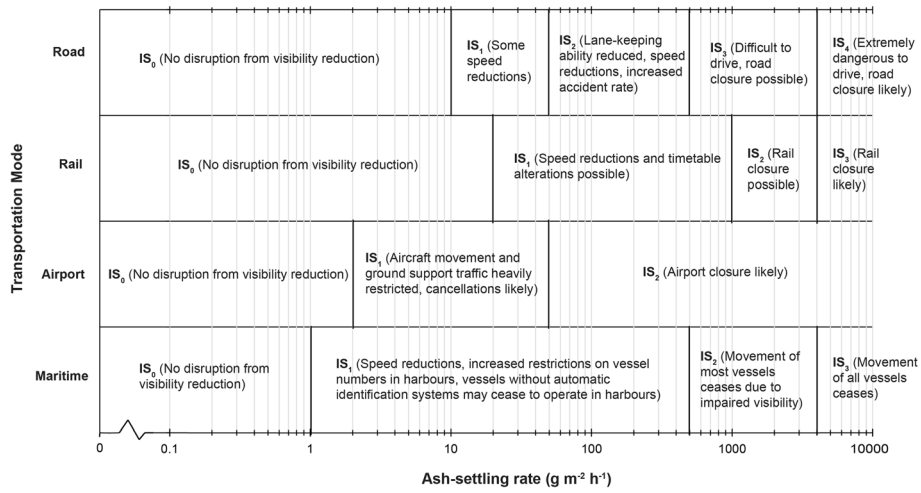 Transportation Mode
Road
IS₀ (No disruption from visibility reduction)
IS₁ (Some
speed
reductions)
IS₂ (Lane-keeping
ability reduced, speed
reductions, increased
accident rate)
IS₃ (Difficult to
drive, road
closure possible)
IS₄ (Extremely
dangerous to
drive, road
closure likely)
Rail
IS₀ (No disruption from visibility reduction)
IS₁ (Speed reductions and timetable
alterations possible)
IS₂ (Rail
closure
possible)
IS₃ (Rail
closure
likely)
Airport
IS₀ (No disruption from visibility reduction)
IS₁ (Aircraft movement and
ground support traffic heavily
restricted, cancellations likely)
IS₂ (Airport closure likely)
Maritime
IS₀ (No disruption from
visibility reduction)
IS₁ (Speed reductions, increased restrictions on vessel
numbers in harbours, vessels without automatic
identification systems may cease to operate in harbours)
IS₂ (Movement of
most vessels
ceases due to
impaired visibility)
IS₃ (Movement
of all vessels
ceases)
0 0.1 1 10 100 1000 10000
Ash-settling rate (g m⁻² h⁻¹)